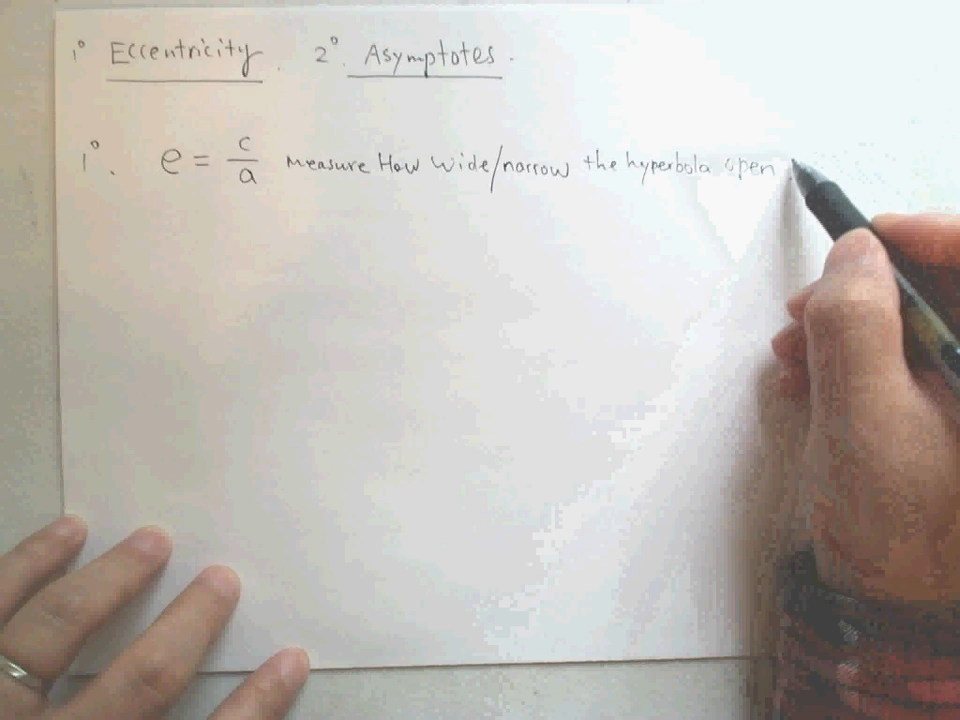 1° Eccentricity. 2°. Asymptotes.
1°. e = c/a Measure How wide/narrow the hyperbola open